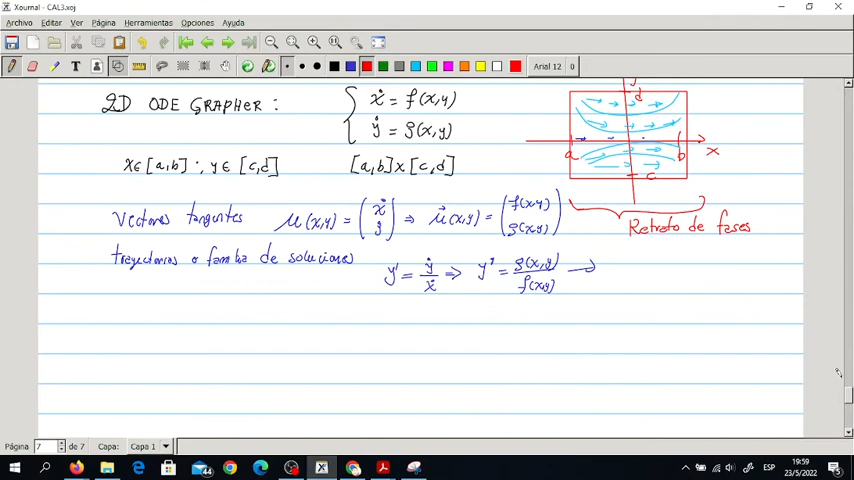 Xournal - CAL3.xoj
Archivo Editar Ver Página Herramientas Opciones Ayuda
Arial 12
2D ODE GRAPHER :
ẋ = f(x,y)
ẏ = g(x,y)
x∈[a,b] ; y∈[c,d] [a,b]x[c,d]
d
a
b
x
c
y
Retrato de fases
Vectores tangentes μ(x,y) = (ẋ ẏ) ⇒ μ⃗(x,y) = (f(x,y) g(x,y))
trayectorias o familia de soluciones
y' = ẏ/ẋ ⇒ y' = g(x,y)/f(x,y) →
Página 7 de 7 Capa: Capa 1
44
ESP
19:59
23/5/2022